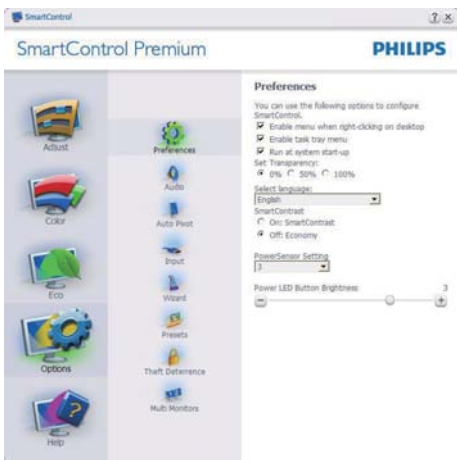 SmartControl
SmartControl Premium
PHILIPS
Adjust
Color
Eco
Options
Help
Preferences
Audio
Auto Pivot
Input
Wizard
Presets
Theft Deterrence
Multi Monitors
Preferences
You can use the following options to configure
SmartControl.
Enable menu when right-clicking on desktop
Enable task tray menu
Run at system start-up
Set Transparency:
0% 50% 100%
Select language:
English
SmartContrast
On: SmartContrast
Off: Economy
PowerSensor Setting
3
Power LED Button Brightness 3